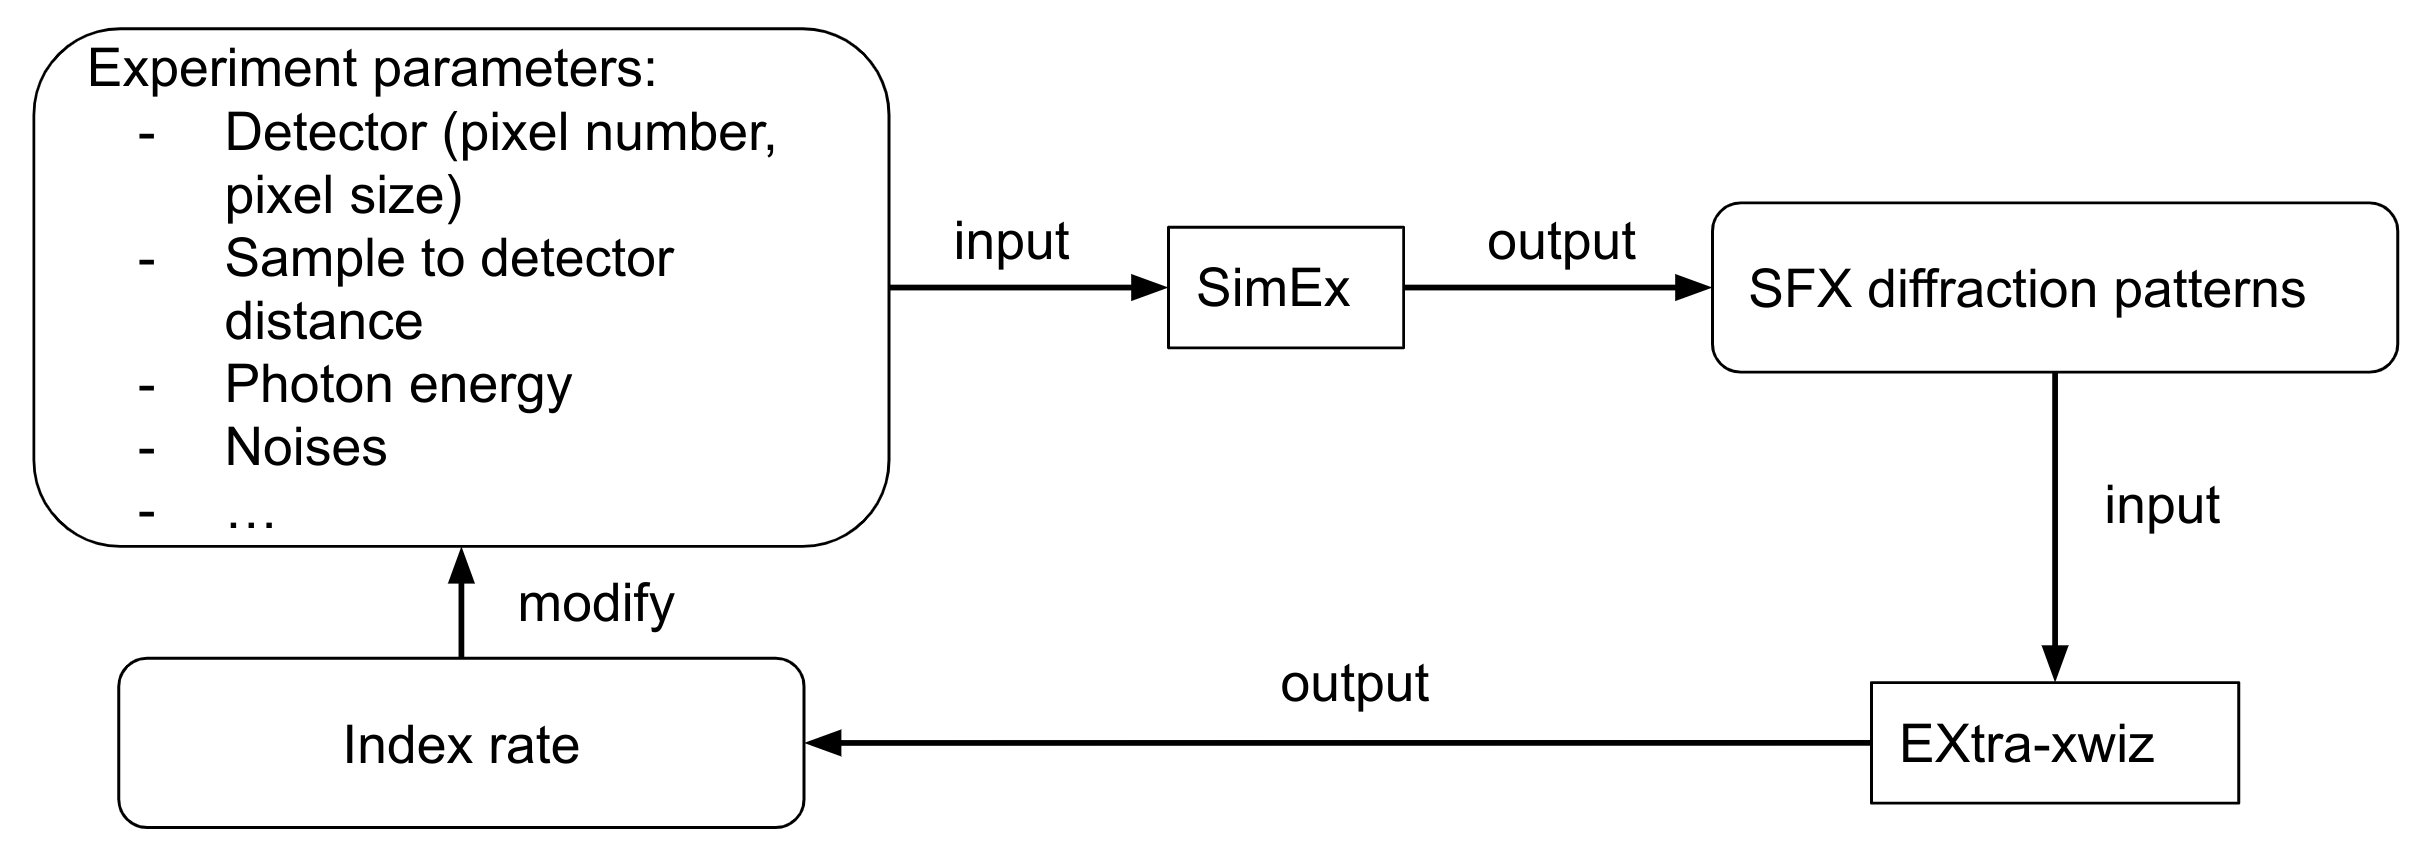 Experiment parameters:
- Detector (pixel number,
pixel size)
- Sample to detector
distance
- Photon energy
- Noises
- …
input
SimEx
output
SFX diffraction patterns
input
EXtra-xwiz
output
Index rate
modify